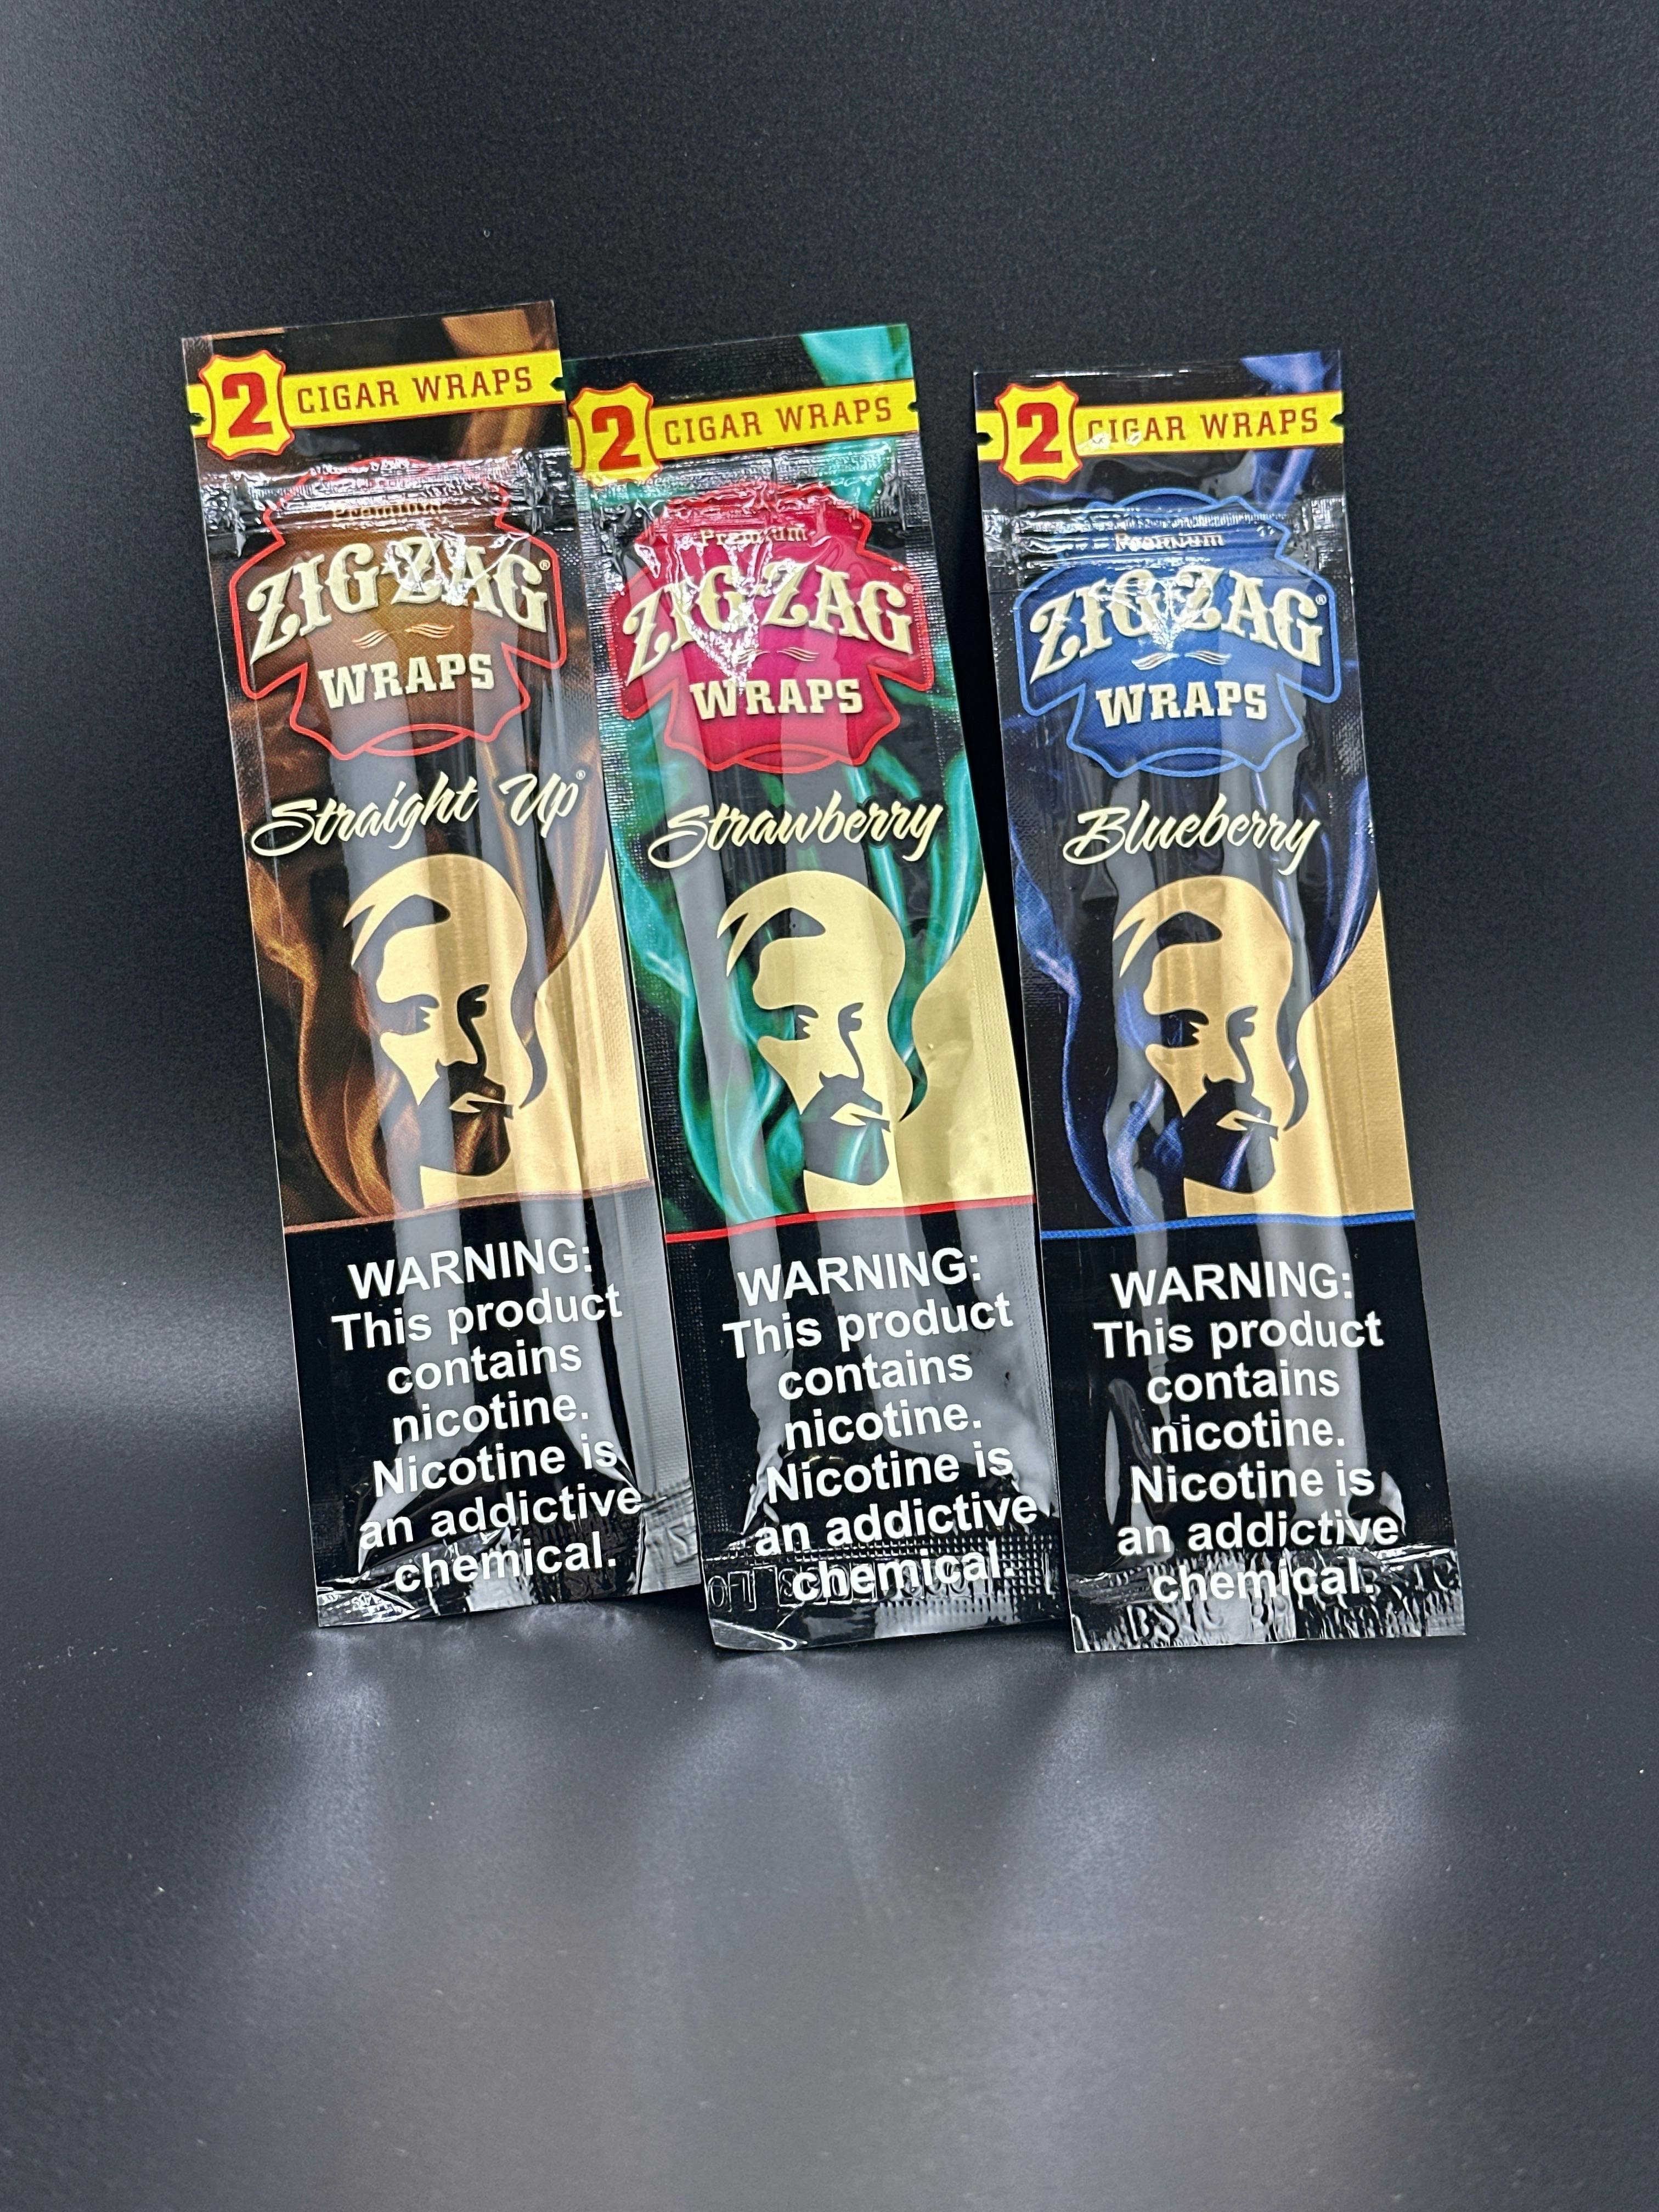 2 CIGAR WRAPS
Premium
ZIG-ZAG®
WRAPS
Straight Up®
WARNING:
This product
contains
nicotine.
Nicotine is
an addictive
chemical.
2 CIGAR WRAPS
Premium
ZIG-ZAG®
WRAPS
Strawberry
WARNING:
This product
contains
nicotine.
Nicotine is
an addictive
chemical.
2 CIGAR WRAPS
Premium
ZIG-ZAG®
WRAPS
Blueberry
WARNING:
This product
contains
nicotine.
Nicotine is
an addictive
chemical.